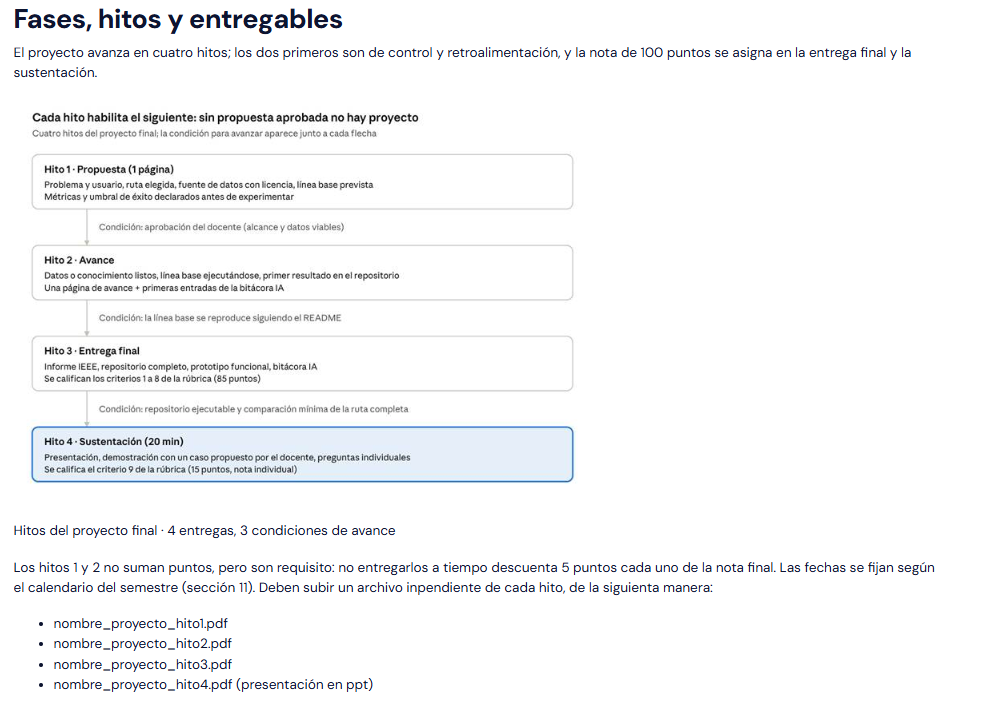 Fases, hitos y entregables
El proyecto avanza en cuatro hitos; los dos primeros son de control y retroalimentación, y la nota de 100 puntos se asigna en la entrega final y la
sustentación.
Cada hito habilita el siguiente: sin propuesta aprobada no hay proyecto
Cuatro hitos del proyecto final; la condición para avanzar aparece junto a cada flecha
Hito 1 · Propuesta (1 página)
Problema y usuario, ruta elegida, fuente de datos con licencia, línea base prevista
Métricas y umbral de éxito declarados antes de experimentar
Condición: aprobación del docente (alcance y datos viables)
Hito 2 · Avance
Datos o conocimiento listos, línea base ejecutándose, primer resultado en el repositorio
Una página de avance + primeras entradas de la bitácora IA
Condición: la línea base se reproduce siguiendo el README
Hito 3 · Entrega final
Informe IEEE, repositorio completo, prototipo funcional, bitácora IA
Se califican los criterios 1 a 8 de la rúbrica (85 puntos)
Condición: repositorio ejecutable y comparación mínima de la ruta completa
Hito 4 · Sustentación (20 min)
Presentación, demostración con un caso propuesto por el docente, preguntas individuales
Se califica el criterio 9 de la rúbrica (15 puntos, nota individual)
Hitos del proyecto final · 4 entregas, 3 condiciones de avance
Los hitos 1 y 2 no suman puntos, pero son requisito: no entregarlos a tiempo descuenta 5 puntos cada uno de la nota final. Las fechas se fijan según
el calendario del semestre (sección 11). Deben subir un archivo inpendiente de cada hito, de la siguienta manera:
• nombre_proyecto_hito1.pdf
• nombre_proyecto_hito2.pdf
• nombre_proyecto_hito3.pdf
• nombre_proyecto_hito4.pdf (presentación en ppt)